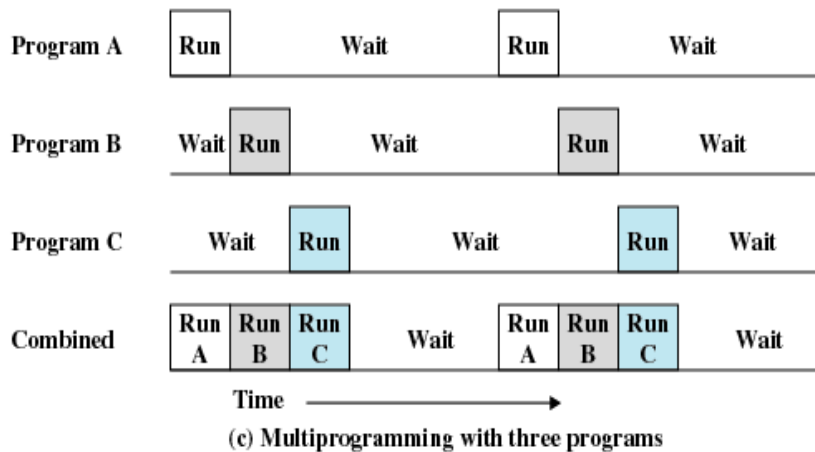 Program A Run Wait Run Wait
Program B Wait Run Wait Run Wait
Program C Wait Run Wait Run Wait
Combined Run A Run B Run C Wait Run A Run B Run C Wait
Time
(c) Multiprogramming with three programs